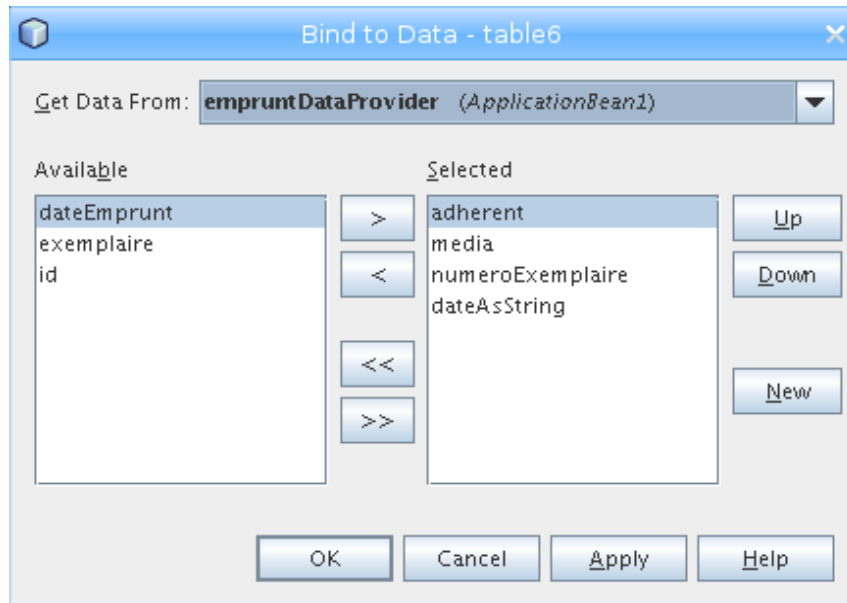 Bind to Data - table6
Get Data From: empruntDataProvider (ApplicationBean1)
Available
Selected
dateEmprunt
exemplaire
id
>
<
<<
>>
adherent
media
numeroExemplaire
dateAsString
Up
Down
New
OK Cancel Apply Help